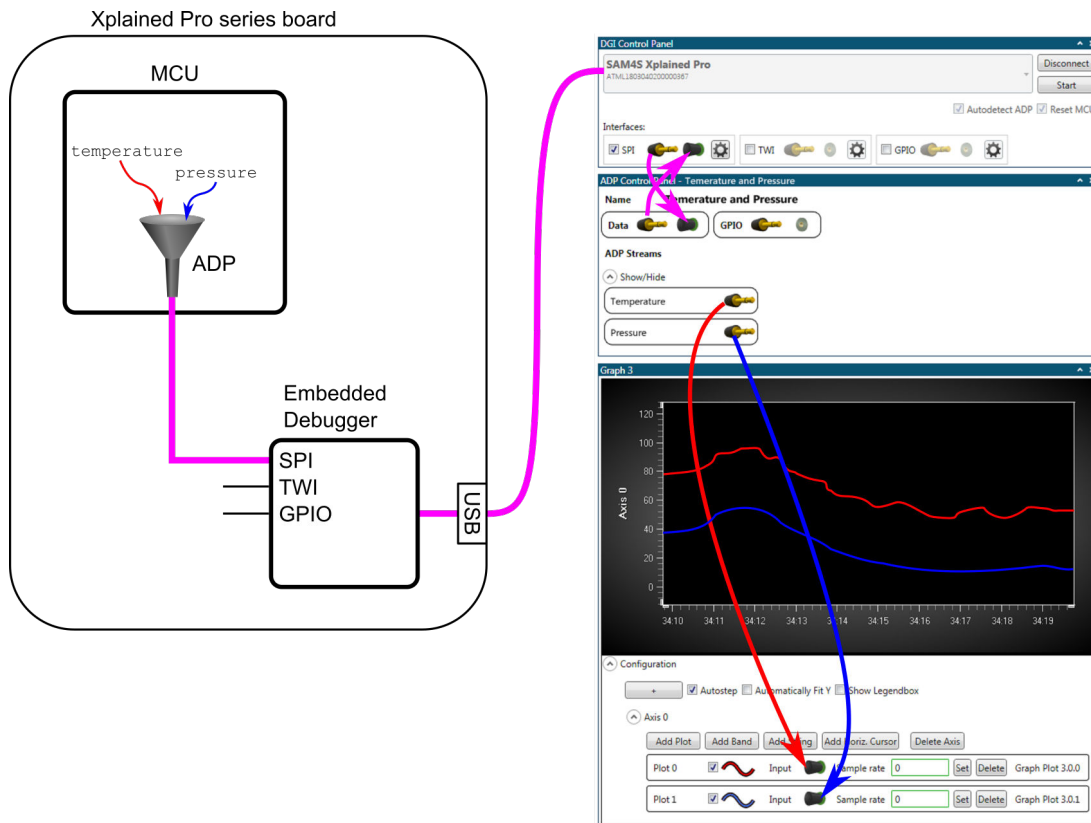 Xplained Pro series board
MCU
temperature
pressure
ADP
Embedded
Debugger
SPI
TWI
GPIO
USB
DGI Control Panel
SAM4S Xplained Pro
ATML1803040200000367
Disconnect
Start
Autodetect ADP
Reset MCU
Interfaces:
SPI
TWI
GPIO
ADP Control Panel - Temerature and Pressure
Name Temerature and Pressure
Data
GPIO
ADP Streams
Show/Hide
Temperature
Pressure
Graph 3
Axis 0
120
100
80
60
40
20
0
34:10 34:11 34:12 34:13 34:14 34:15 34:16 34:17 34:18 34:19
Configuration
+ Autostep Automatically Fit Y Show Legendbox
Axis 0
Add Plot Add Band Add String Add Horiz. Cursor Delete Axis
Plot 0 Input Sample rate 0 Set Delete Graph Plot 3.0.0
Plot 1 Input Sample rate 0 Set Delete Graph Plot 3.0.1